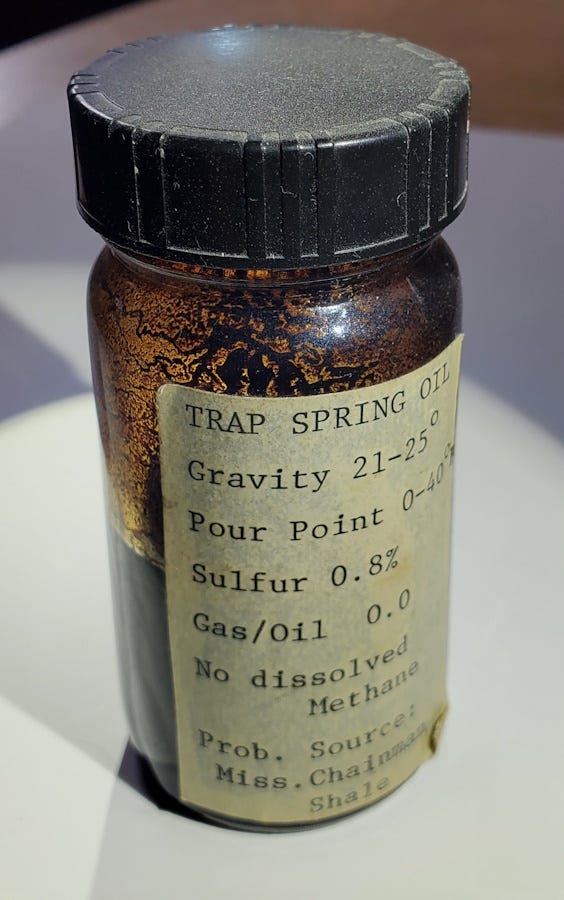 TRAP SPRING OIL
Gravity 21-25°
Pour Point 0-40°F
Sulfur 0.8%
Gas/Oil 0.0
No dissolved
Methane
Prob. Source:
Miss. Chainman
Shale